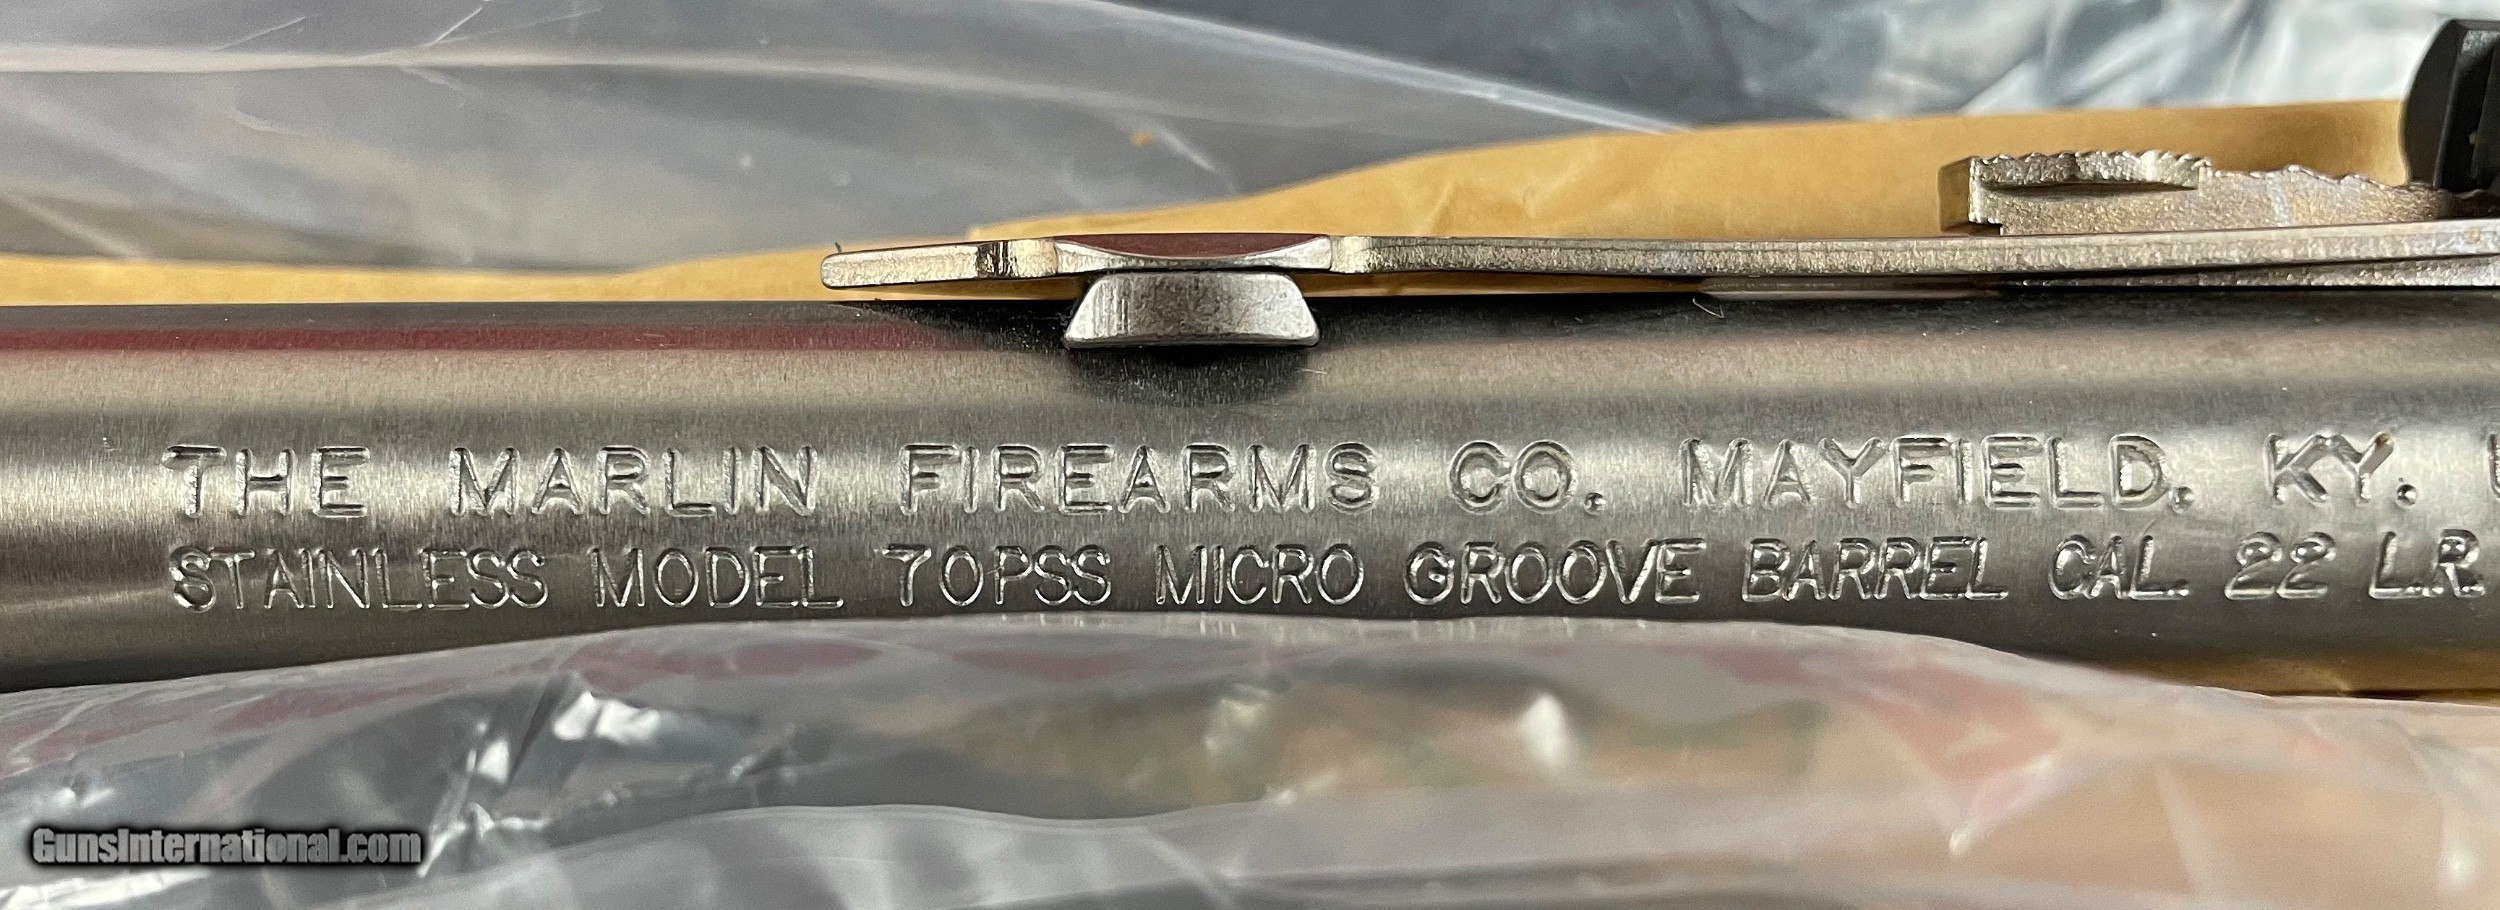 THE MARLIN FIREARMS CO. MAYFIELD, KY.
STAINLESS MODEL 70PSS MICRO GROOVE BARREL CAL. 22 L.R.
GunsInternational.com